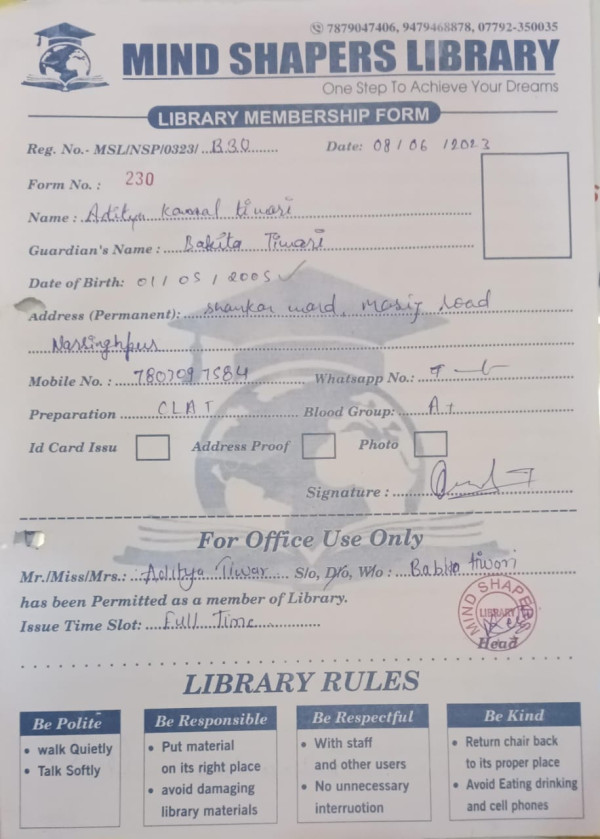 7879047406, 9479468878, 07792-350035
MIND SHAPERS LIBRARY
One Step To Achieve Your Dreams
LIBRARY MEMBERSHIP FORM
Reg. No.- MSL/NSP/0323/ B30 Date: 08/06/2023
Form No.: 230
Name: Aditya Kamal tiwari
Guardian's Name: Babita Tiwari
Date of Birth: 01/05/2005
Address (Permanent): shankar ward, road
Narsinghpur
Mobile No.: 7807097584 Whatsapp No.:
Preparation CLAT Blood Group: A+
Id Card Issu Address Proof Photo
Signature:
For Office Use Only
Mr./Miss/Mrs.: Aditya Tiwar S/o, D/o, W/o: Babita tiwari
has been Permitted as a member of Library.
Issue Time Slot: Full Time
MIND SHAPERS
LIBRARY
Head
LIBRARY RULES
Be Polite
• walk Quietly
• Talk Softly
Be Responsible
• Put material
on its right place
• avoid damaging
library materials
Be Respectful
• With staff
and other users
• No unnecessary
interruotion
Be Kind
• Return chair back
to its proper place
• Avoid Eating drinking
and cell phones